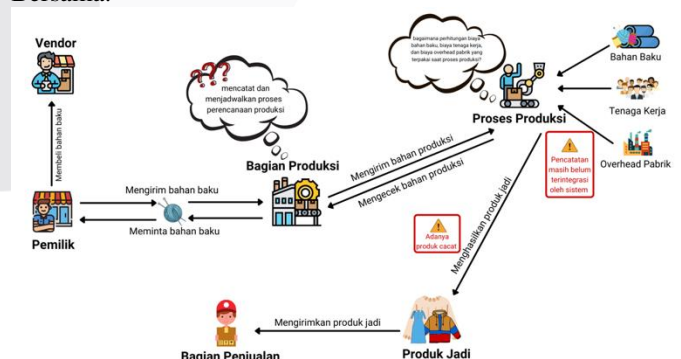 Bersama.
Vendor
Membeli bahan baku
Pemilik
Mengirim bahan baku
Meminta bahan baku
???
mencatat dan
menjadwalkan proses
perencanaan produksi
Bagian Produksi
Mengirim bahan produksi
Mengecek bahan produksi
bagaimana perhitungan biaya
bahan baku, biaya tenaga kerja,
dan biaya overhead pabrik yang
terpakai saat proses produksi?
Proses Produksi
Bahan Baku
Tenaga Kerja
Overhead Pabrik
Pencatatan
masih belum
terintegrasi
oleh sistem
Adanya
produk cacat
Menghasilkan produk jadi
Produk Jadi
Mengirimkan produk jadi
Bagian Penjualan